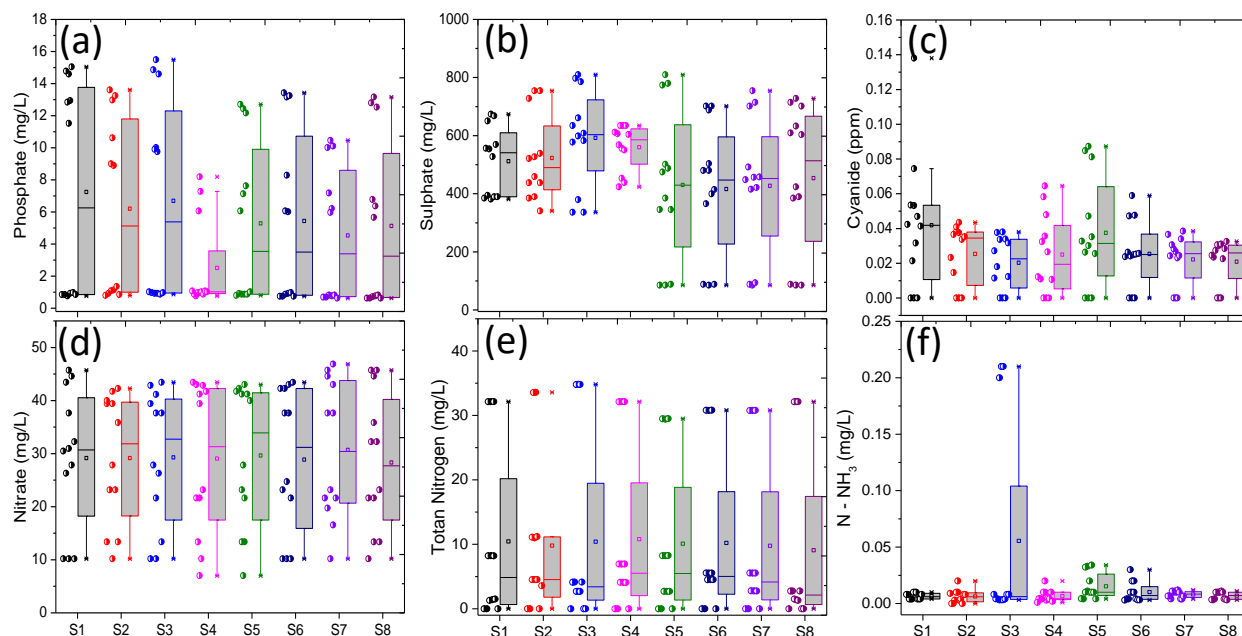 (a)
Phosphate (mg/L)
18
16
14
12
10
8
6
4
2
0
(b)
Sulphate (mg/L)
1000
800
600
400
200
0
(c)
Cyanide (ppm)
0.16
0.14
0.12
0.10
0.08
0.06
0.04
0.02
0.00
(d)
Nitrate (mg/L)
50
40
30
20
10
0
S1 S2 S3 S4 S5 S6 S7 S8
(e)
Totan Nitrogen (mg/L)
40
30
20
10
0
S1 S2 S3 S4 S5 S6 S7 S8
(f)
N - NH₃ (mg/L)
0.25
0.20
0.15
0.10
0.05
0.00
S1 S2 S3 S4 S5 S6 S7 S8